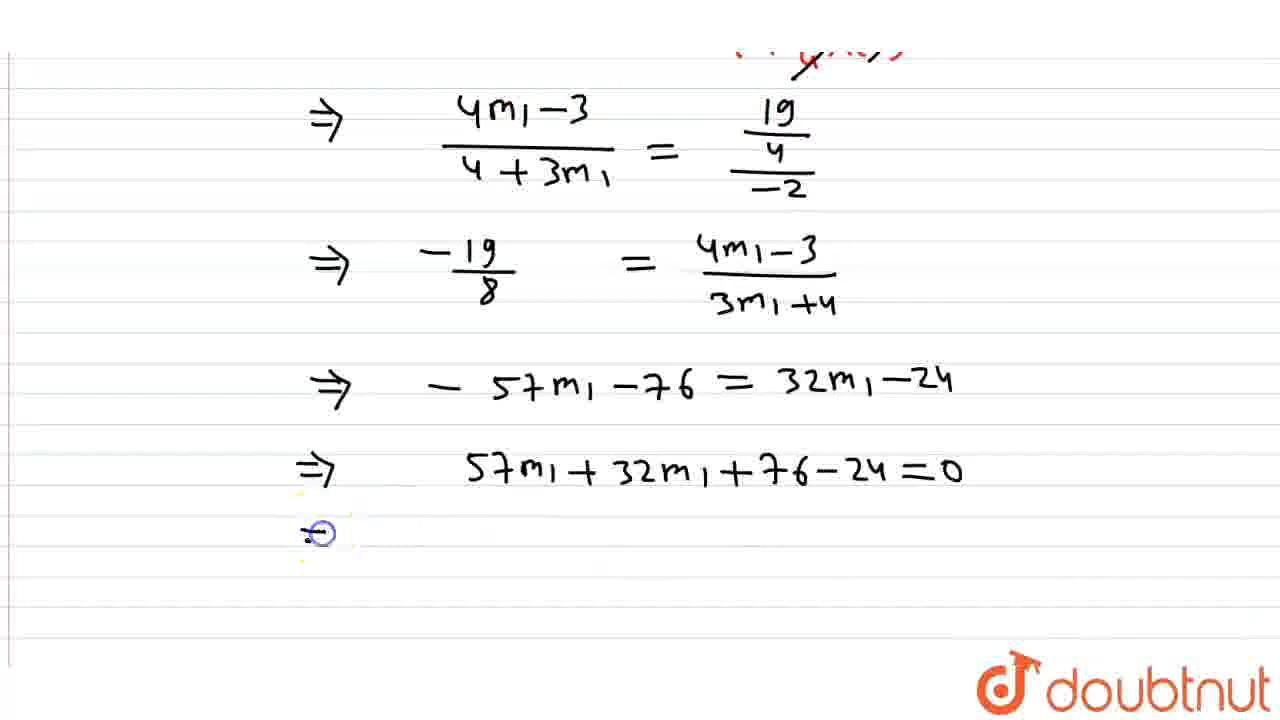 ⇒ (4m₁ − 3)/(4 + 3m₁) = (19/4)/(−2)
⇒ −19/8 = (4m₁ − 3)/(3m₁ + 4)
⇒ − 57m₁ − 76 = 32m₁ − 24
⇒ 57m₁ + 32m₁ + 76 − 24 = 0
=
doubtnut